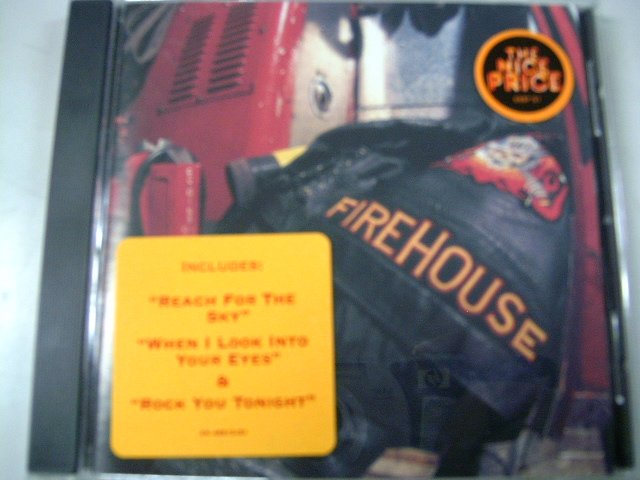 THE
NICE
PRICE
FIREHOUSE
INCLUDES:
"REACH FOR THE
SKY"
"WHEN I LOOK INTO
YOUR EYES"
&
"ROCK YOU TONIGHT"